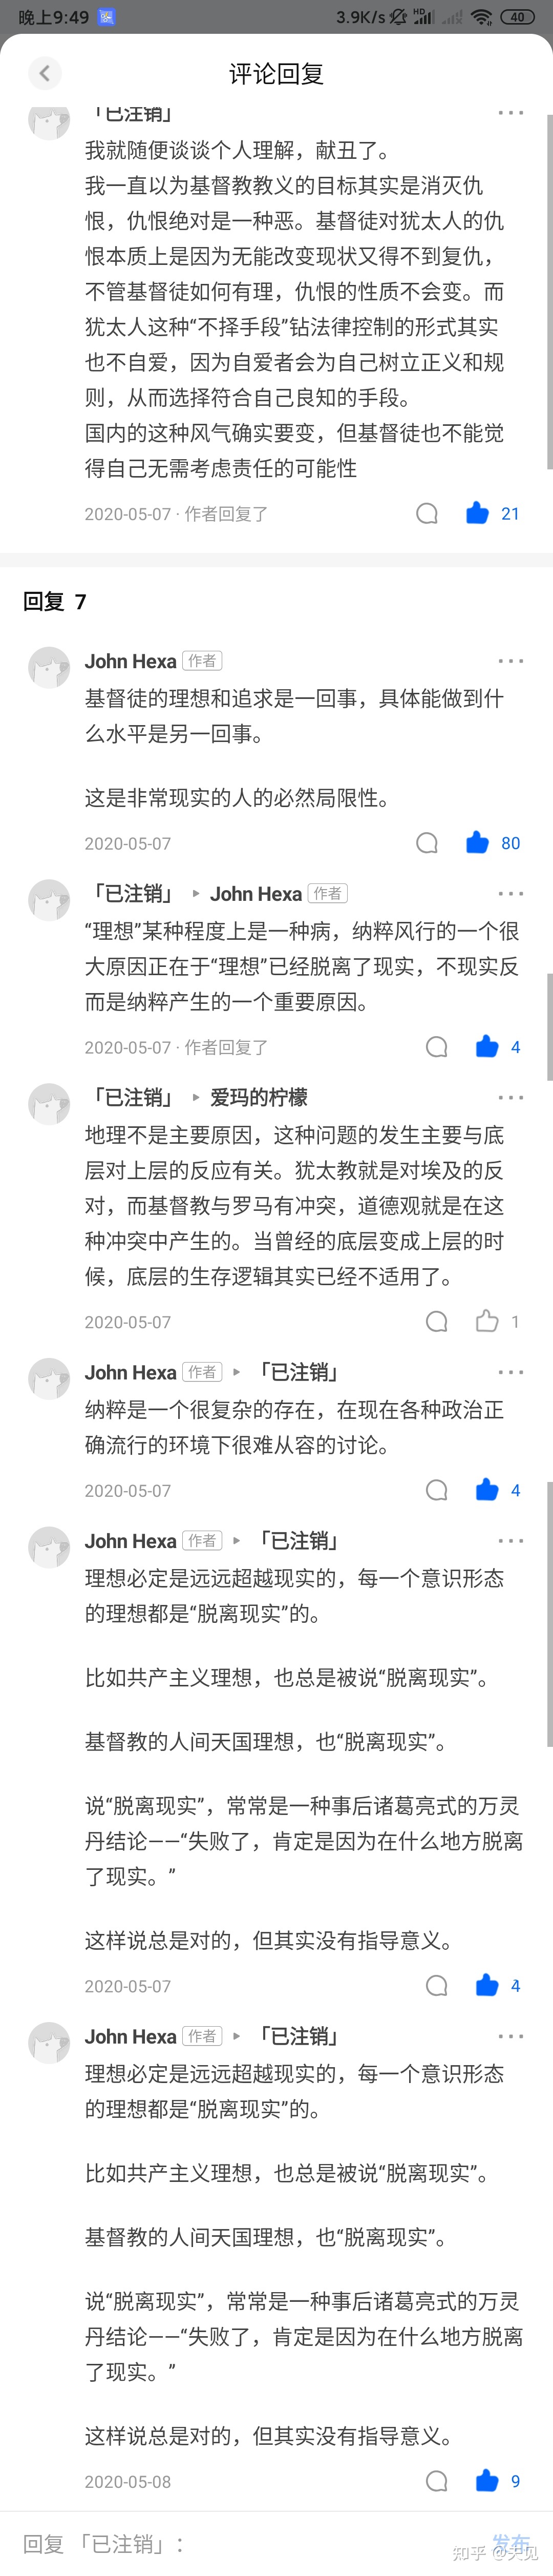 晚上9:49 3.9K/s HD 40
评论回复
「已注销」
我就随便谈谈个人理解，献丑了。
我一直以为基督教教义的目标其实是消灭仇
恨，仇恨绝对是一种恶。基督徒对犹太人的仇
恨本质上是因为无能改变现状又得不到复仇，
不管基督徒如何有理，仇恨的性质不会变。而
犹太人这种“不择手段”钻法律控制的形式其实
也不自爱，因为自爱者会为自己树立正义和规
则，从而选择符合自己良知的手段。
国内的这种风气确实要变，但基督徒也不能觉
得自己无需考虑责任的可能性
2020-05-07 · 作者回复了 21
回复 7
John Hexa 作者
基督徒的理想和追求是一回事，具体能做到什
么水平是另一回事。
这是非常现实的人的必然局限性。
2020-05-07 80
「已注销」 ▸ John Hexa 作者
“理想”某种程度上是一种病，纳粹风行的一个很
大原因正在于“理想”已经脱离了现实，不现实反
而是纳粹产生的一个重要原因。
2020-05-07 · 作者回复了 4
「已注销」 ▸ 爱玛的柠檬
地理不是主要原因，这种问题的发生主要与底
层对上层的反应有关。犹太教就是对埃及的反
对，而基督教与罗马有冲突，道德观就是在这
种冲突中产生的。当曾经的底层变成上层的时
候，底层的生存逻辑其实已经不适用了。
2020-05-07 1
John Hexa 作者 ▸ 「已注销」
纳粹是一个很复杂的存在，在现在各种政治正
确流行的环境下很难从容的讨论。
2020-05-07 4
John Hexa 作者 ▸ 「已注销」
理想必定是远远超越现实的，每一个意识形态
的理想都是“脱离现实”的。
比如共产主义理想，也总是被说“脱离现实”。
基督教的人间天国理想，也“脱离现实”。
说“脱离现实”，常常是一种事后诸葛亮式的万灵
丹结论——“失败了，肯定是因为在什么地方脱离
了现实。”
这样说总是对的，但其实没有指导意义。
2020-05-07 4
John Hexa 作者 ▸ 「已注销」
理想必定是远远超越现实的，每一个意识形态
的理想都是“脱离现实”的。
比如共产主义理想，也总是被说“脱离现实”。
基督教的人间天国理想，也“脱离现实”。
说“脱离现实”，常常是一种事后诸葛亮式的万灵
丹结论——“失败了，肯定是因为在什么地方脱离
了现实。”
这样说总是对的，但其实没有指导意义。
2020-05-08 9
回复 「已注销」： 发布
知乎 @天见